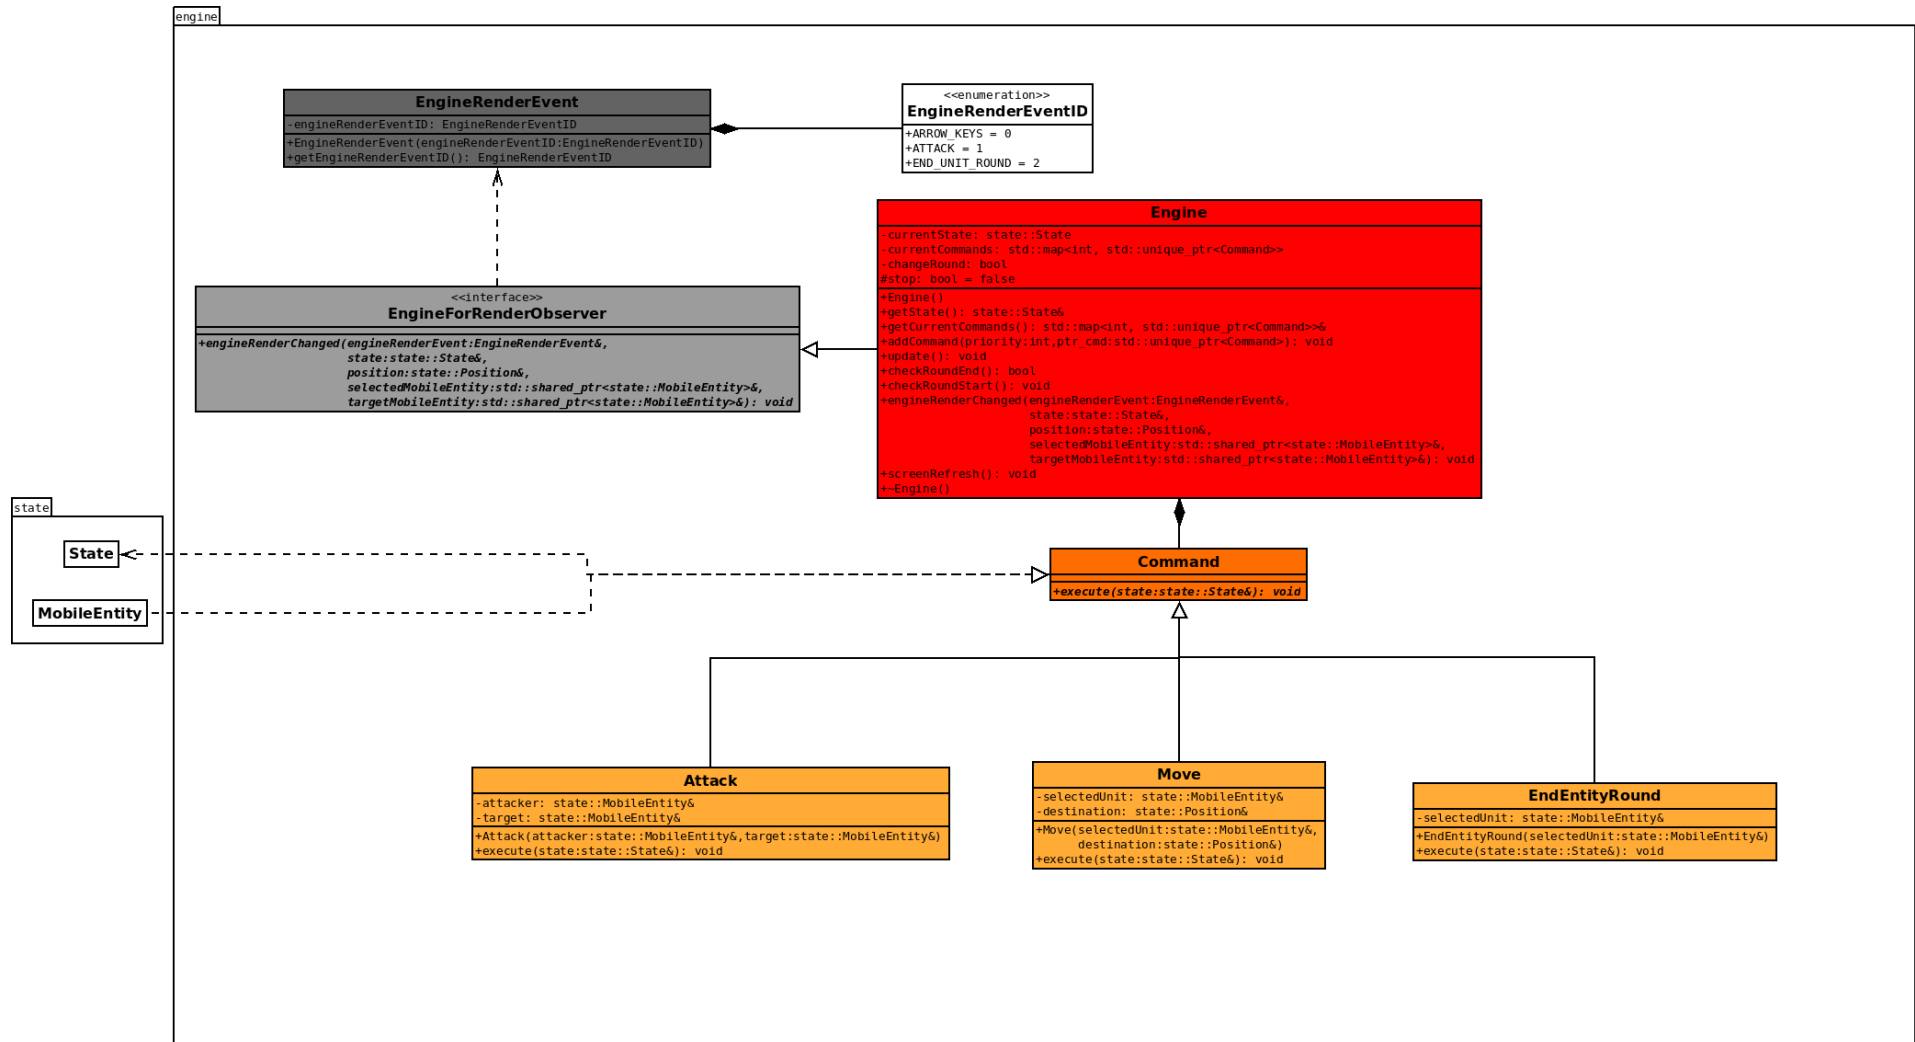 engine
EngineRenderEvent
-engineRenderEventID: EngineRenderEventID
+EngineRenderEvent(engineRenderEventID:EngineRenderEventID)
+getEngineRenderEventID(): EngineRenderEventID
<<enumeration>>
EngineRenderEventID
+ARROW_KEYS = 0
+ATTACK = 1
+END_UNIT_ROUND = 2
Engine
-currentState: state::State
-currentCommands: std::map<int, std::unique_ptr<Command>>
-changeRound: bool
#stop: bool = false
+Engine()
+getState(): state::State&
+getCurrentCommands(): std::map<int, std::unique_ptr<Command>>&
+addCommand(priority:int,ptr_cmd:std::unique_ptr<Command>): void
+update(): void
+checkRoundEnd(): bool
+checkRoundStart(): void
+engineRenderChanged(engineRenderEvent:EngineRenderEvent&,
state:state::State&,
position:state::Position&,
selectedMobileEntity:std::shared_ptr<state::MobileEntity>&,
targetMobileEntity:std::shared_ptr<state::MobileEntity>&): void
+screenRefresh(): void
+~Engine()
<<interface>>
EngineForRenderObserver
+engineRenderChanged(engineRenderEvent:EngineRenderEvent&,
state:state::State&,
position:state::Position&,
selectedMobileEntity:std::shared_ptr<state::MobileEntity>&,
targetMobileEntity:std::shared_ptr<state::MobileEntity>&): void
state
State
MobileEntity
Command
+execute(state:state::State&): void
Attack
-attacker: state::MobileEntity&
-target: state::MobileEntity&
+Attack(attacker:state::MobileEntity&,target:state::MobileEntity&)
+execute(state:state::State&): void
Move
-selectedUnit: state::MobileEntity&
-destination: state::Position&
+Move(selectedUnit:state::MobileEntity&,
destination:state::Position&)
+execute(state:state::State&): void
EndEntityRound
-selectedUnit: state::MobileEntity&
+EndEntityRound(selectedUnit:state::MobileEntity&)
+execute(state:state::State&): void